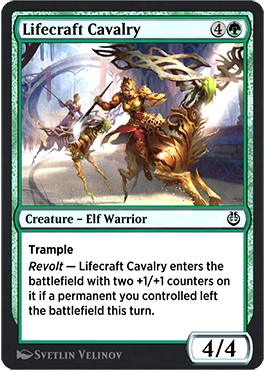 Lifecraft Cavalry 4
Creature – Elf Warrior
Trample
Revolt — Lifecraft Cavalry enters the
battlefield with two +1/+1 counters on
it if a permanent you controlled left
the battlefield this turn.
4/4
Svetlin Velinov